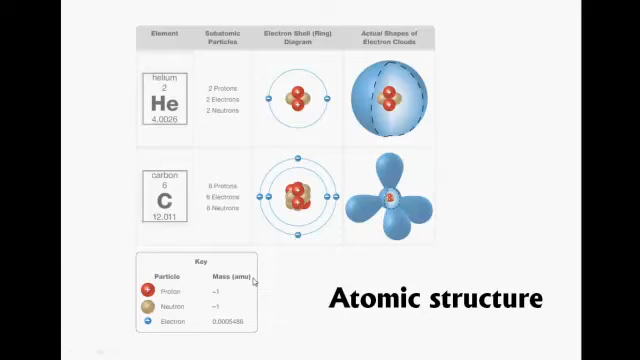 Element
Subatomic
Particles
Electron Shell (Ring)
Diagram
Actual Shapes of
Electron Clouds
helium
2
He
4.0026
2 Protons
2 Electrons
2 Neutrons
carbon
6
C
12.011
6 Protons
6 Electrons
6 Neutrons
Key
Particle
Mass (amu)
Proton
~1
Neutron
~1
Electron
0.0005486
Atomic structure